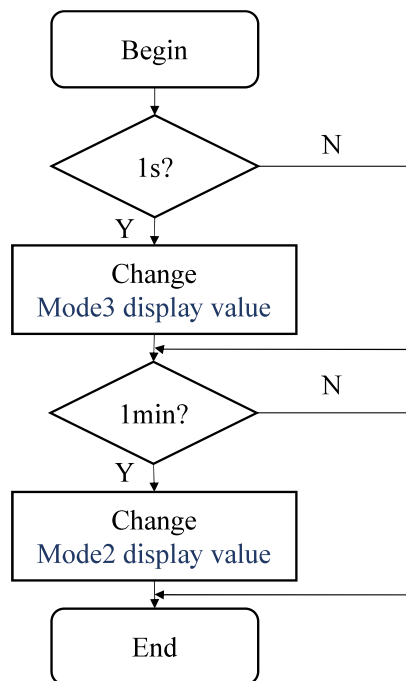 Begin
1s?
N
Y
Change
Mode3 display value
1min?
N
Y
Change
Mode2 display value
End